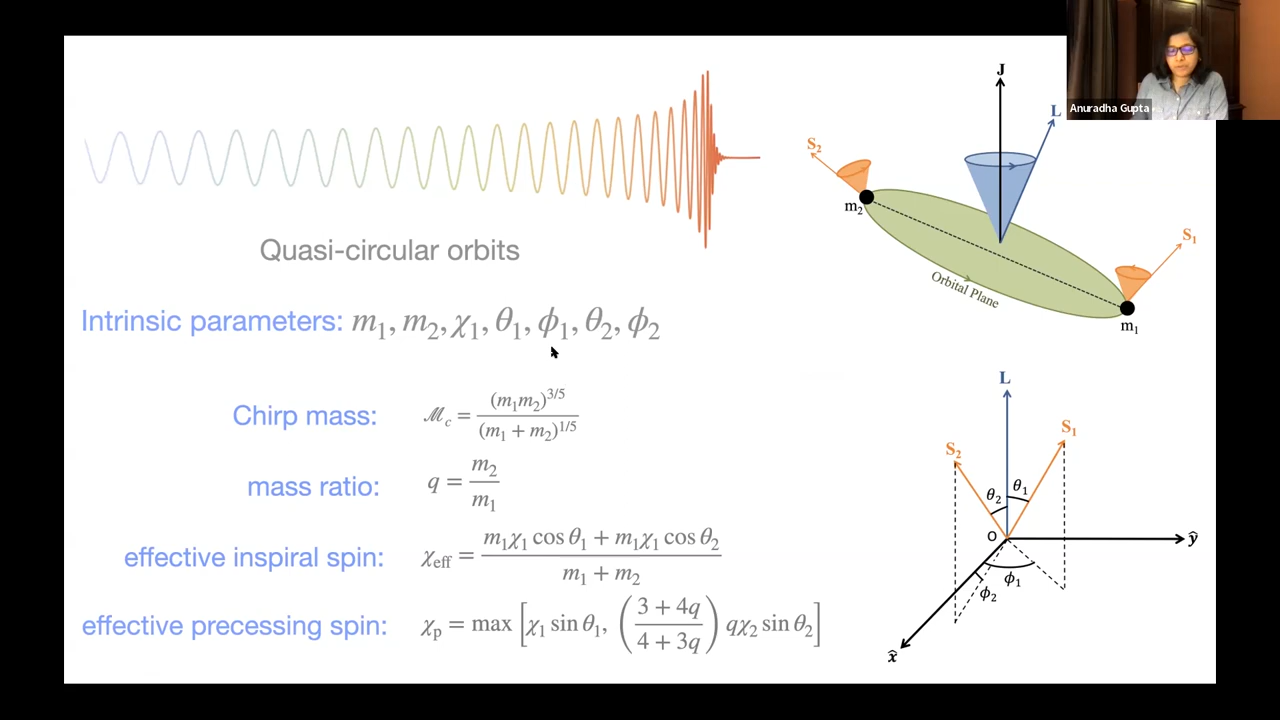 Anuradha Gupta
J
L
S₂
m₂
S₁
m₁
Orbital Plane
Quasi-circular orbits
Intrinsic parameters: m₁, m₂, χ₁, θ₁, ϕ₁, θ₂, ϕ₂
Chirp mass: ℳ_c = (m₁m₂)^{3/5} / (m₁ + m₂)^{1/5}
mass ratio: q = m₂ / m₁
effective inspiral spin: χ_eff = (m₁χ₁ cos θ₁ + m₁χ₁ cos θ₂) / (m₁ + m₂)
effective precessing spin: χ_p = max [χ₁ sin θ₁, ((3 + 4q) / (4 + 3q)) qχ₂ sin θ₂]
L
S₂
S₁
θ₂
θ₁
O
ŷ
ϕ₁
ϕ₂
x̂